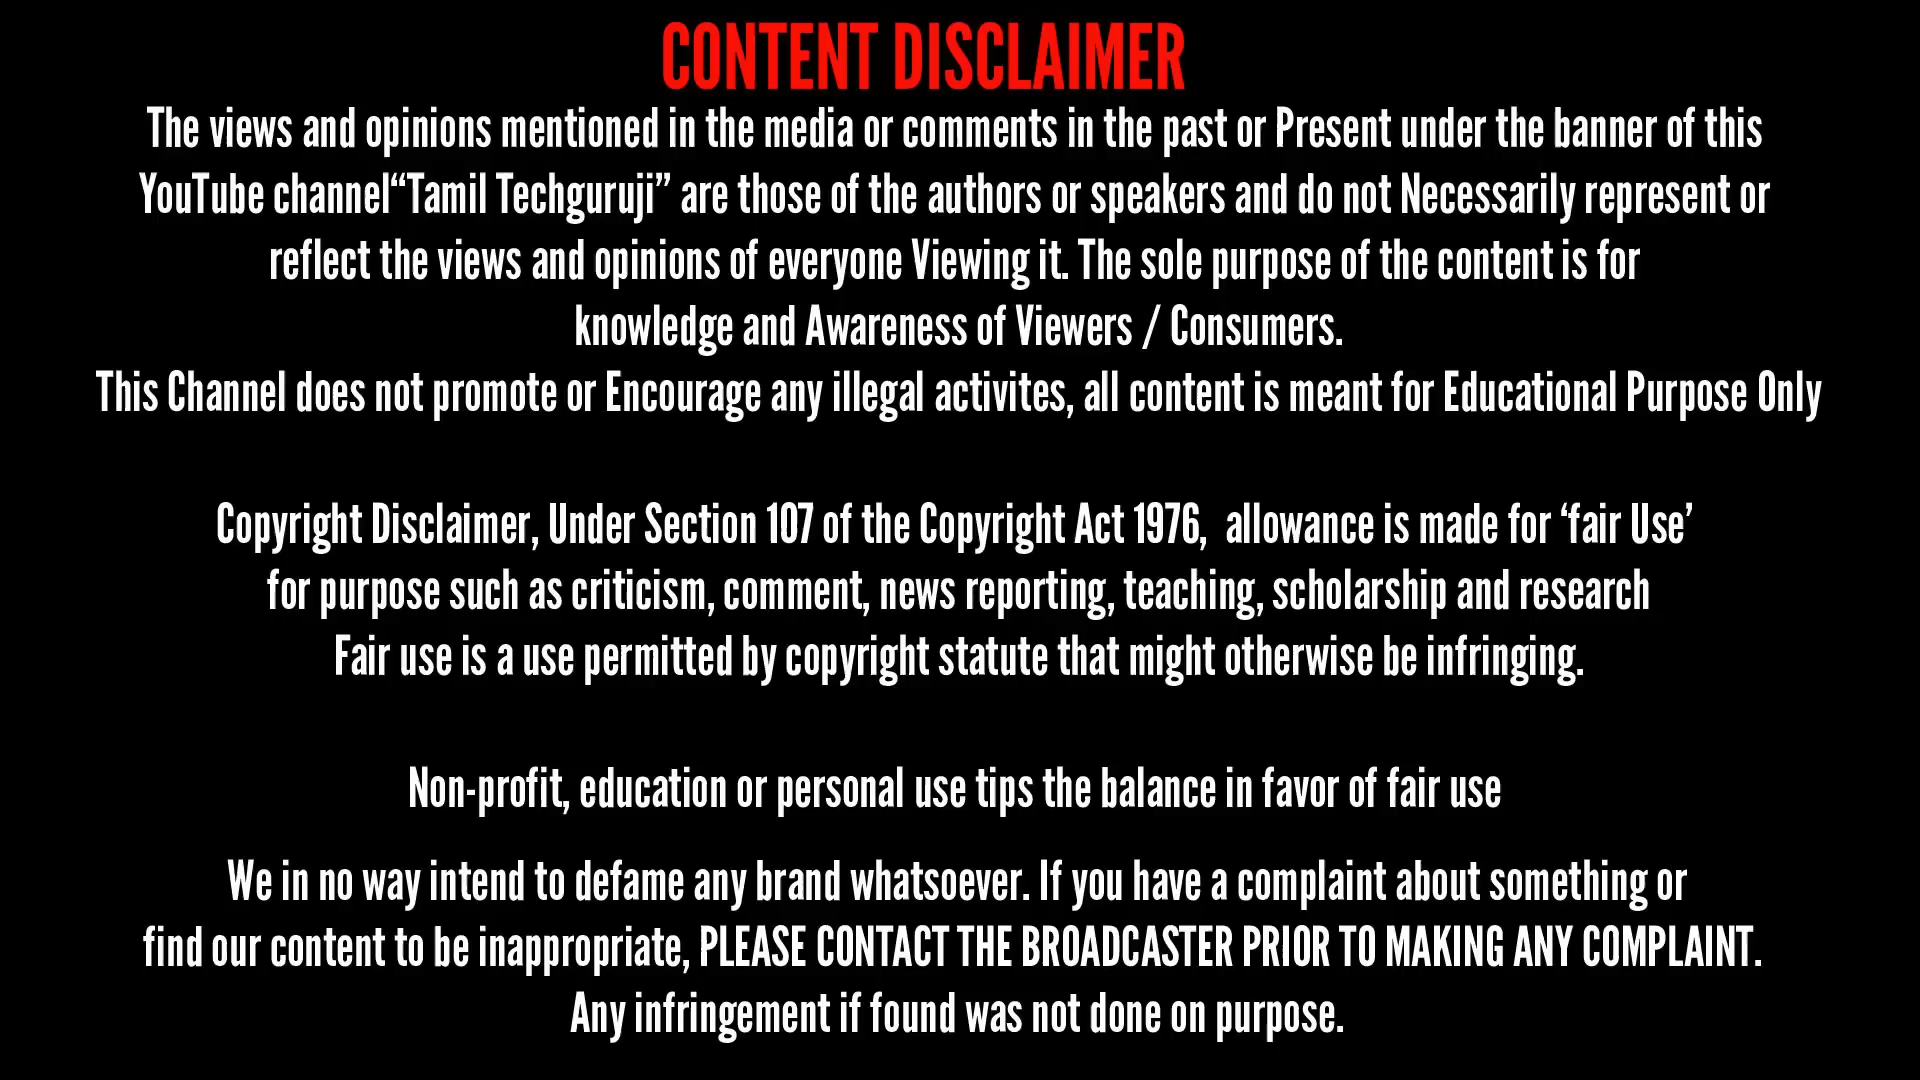 CONTENT DISCLAIMER
The views and opinions mentioned in the media or comments in the past or Present under the banner of this
YouTube channel“Tamil Techguruji” are those of the authors or speakers and do not Necessarily represent or
reflect the views and opinions of everyone Viewing it. The sole purpose of the content is for
knowledge and Awareness of Viewers / Consumers.
This Channel does not promote or Encourage any illegal activites, all content is meant for Educational Purpose Only
Copyright Disclaimer, Under Section 107 of the Copyright Act 1976, allowance is made for ‘fair Use’
for purpose such as criticism, comment, news reporting, teaching, scholarship and research
Fair use is a use permitted by copyright statute that might otherwise be infringing.
Non-profit, education or personal use tips the balance in favor of fair use
We in no way intend to defame any brand whatsoever. If you have a complaint about something or
find our content to be inappropriate, PLEASE CONTACT THE BROADCASTER PRIOR TO MAKING ANY COMPLAINT.
Any infringement if found was not done on purpose.